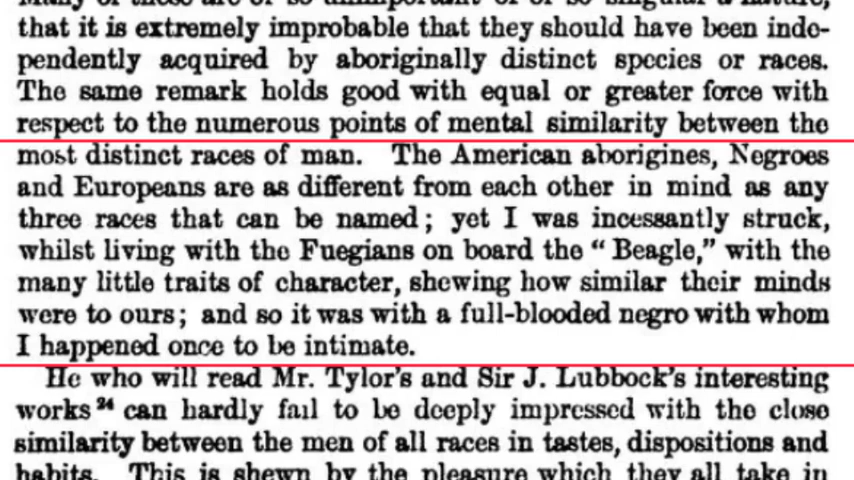 that it is extremely improbable that they should have been inde-
pendently acquired by aboriginally distinct species or races.
The same remark holds good with equal or greater force with
respect to the numerous points of mental similarity between the
most distinct races of man. The American aborigines, Negroes
and Europeans are as different from each other in mind as any
three races that can be named; yet I was incessantly struck,
whilst living with the Fuegians on board the “ Beagle,” with the
many little traits of character, shewing how similar their minds
were to ours; and so it was with a full-blooded negro with whom
I happened once to be intimate.
He who will read Mr. Tylor's and Sir J. Lubbock's interesting
works 24 can hardly fail to be deeply impressed with the close
similarity between the men of all races in tastes, dispositions and
habits. This is shewn by the pleasure which they all take in